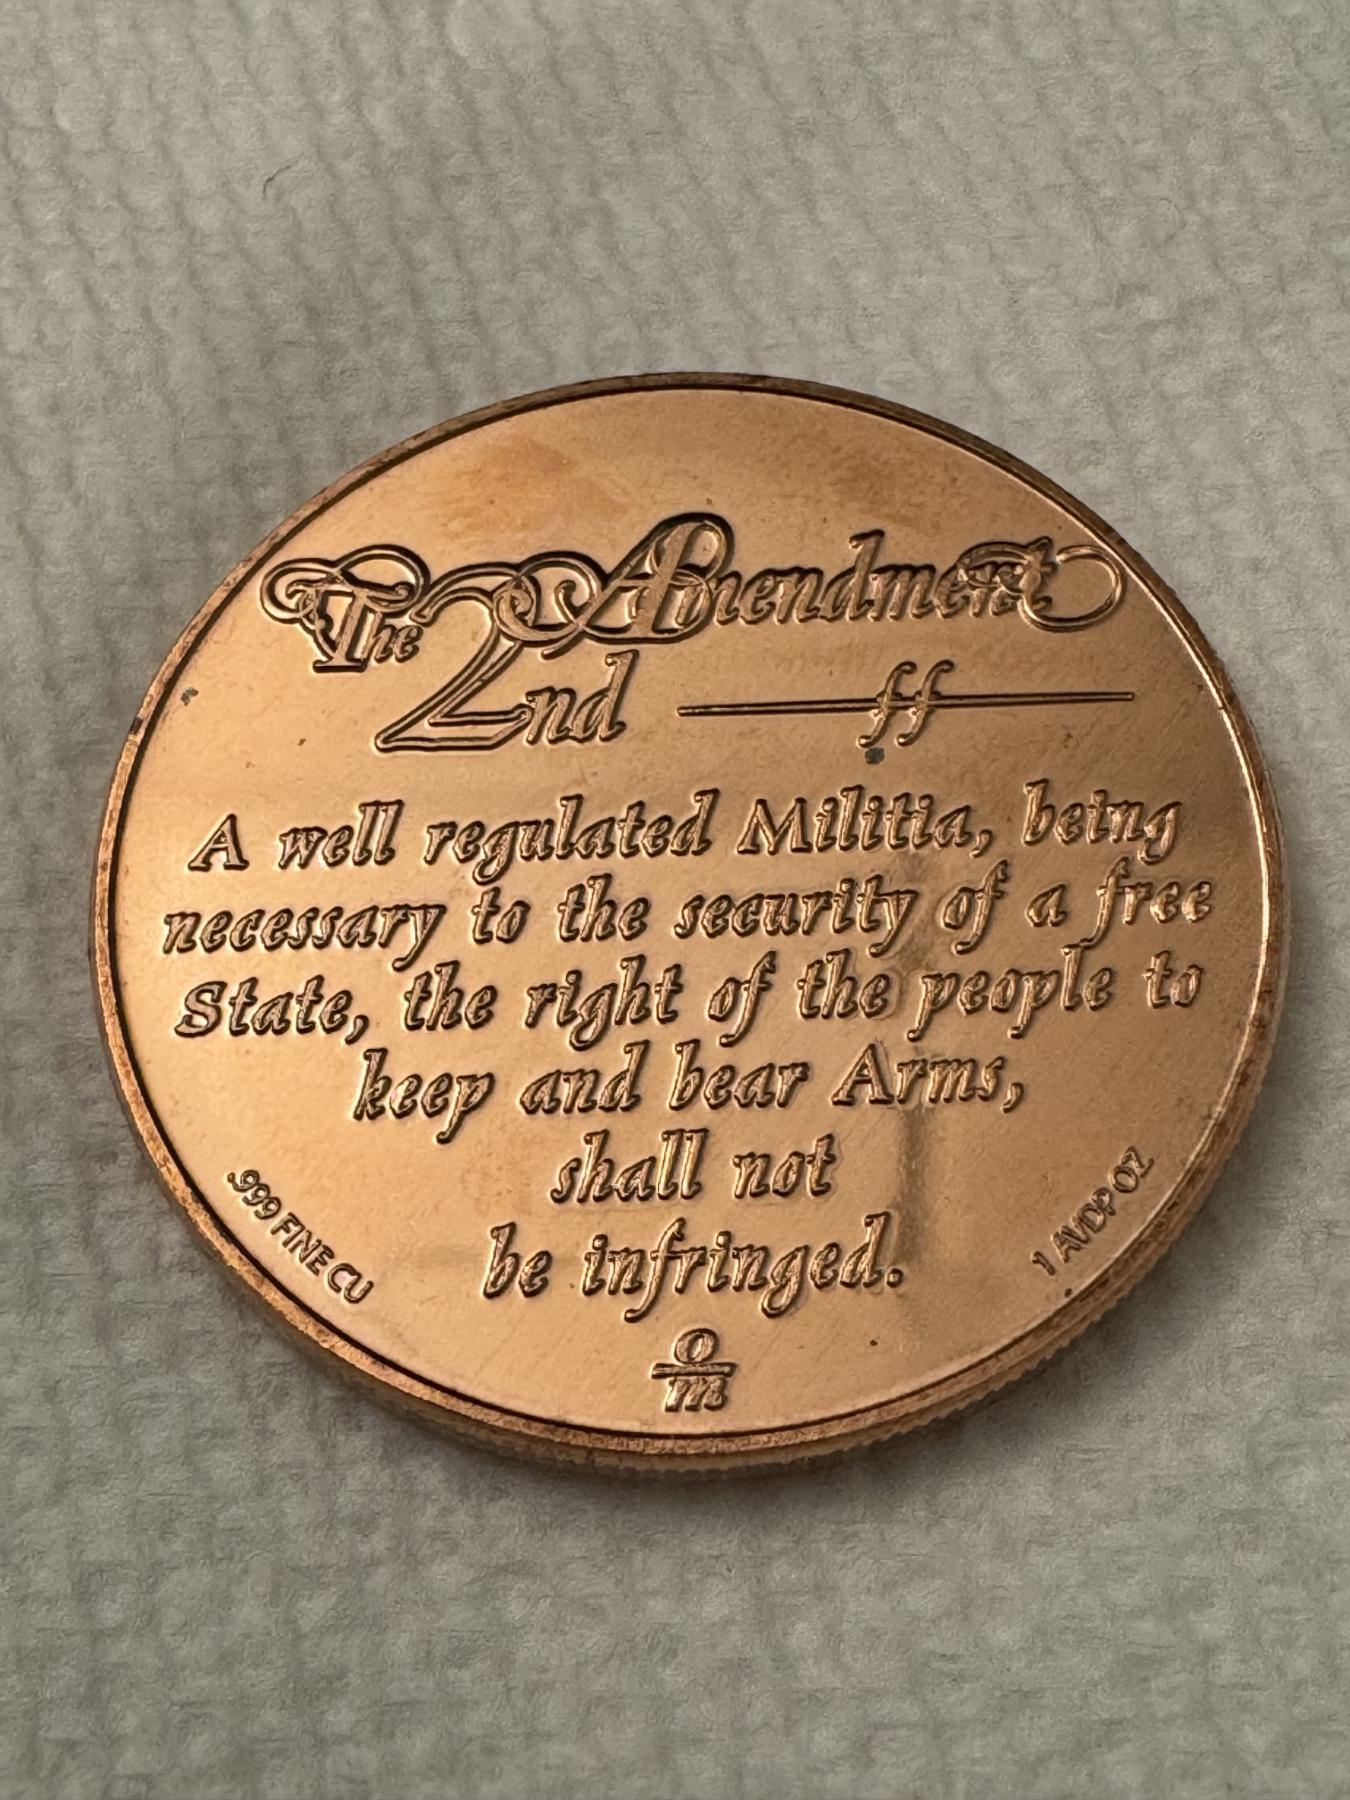 The 2nd Amendment
ff
A well regulated Militia, being
necessary to the security of a free
State, the right of the people to
keep and bear Arms,
shall not
be infringed.
.999 FINE CU
1 AVDP OZ
o
m